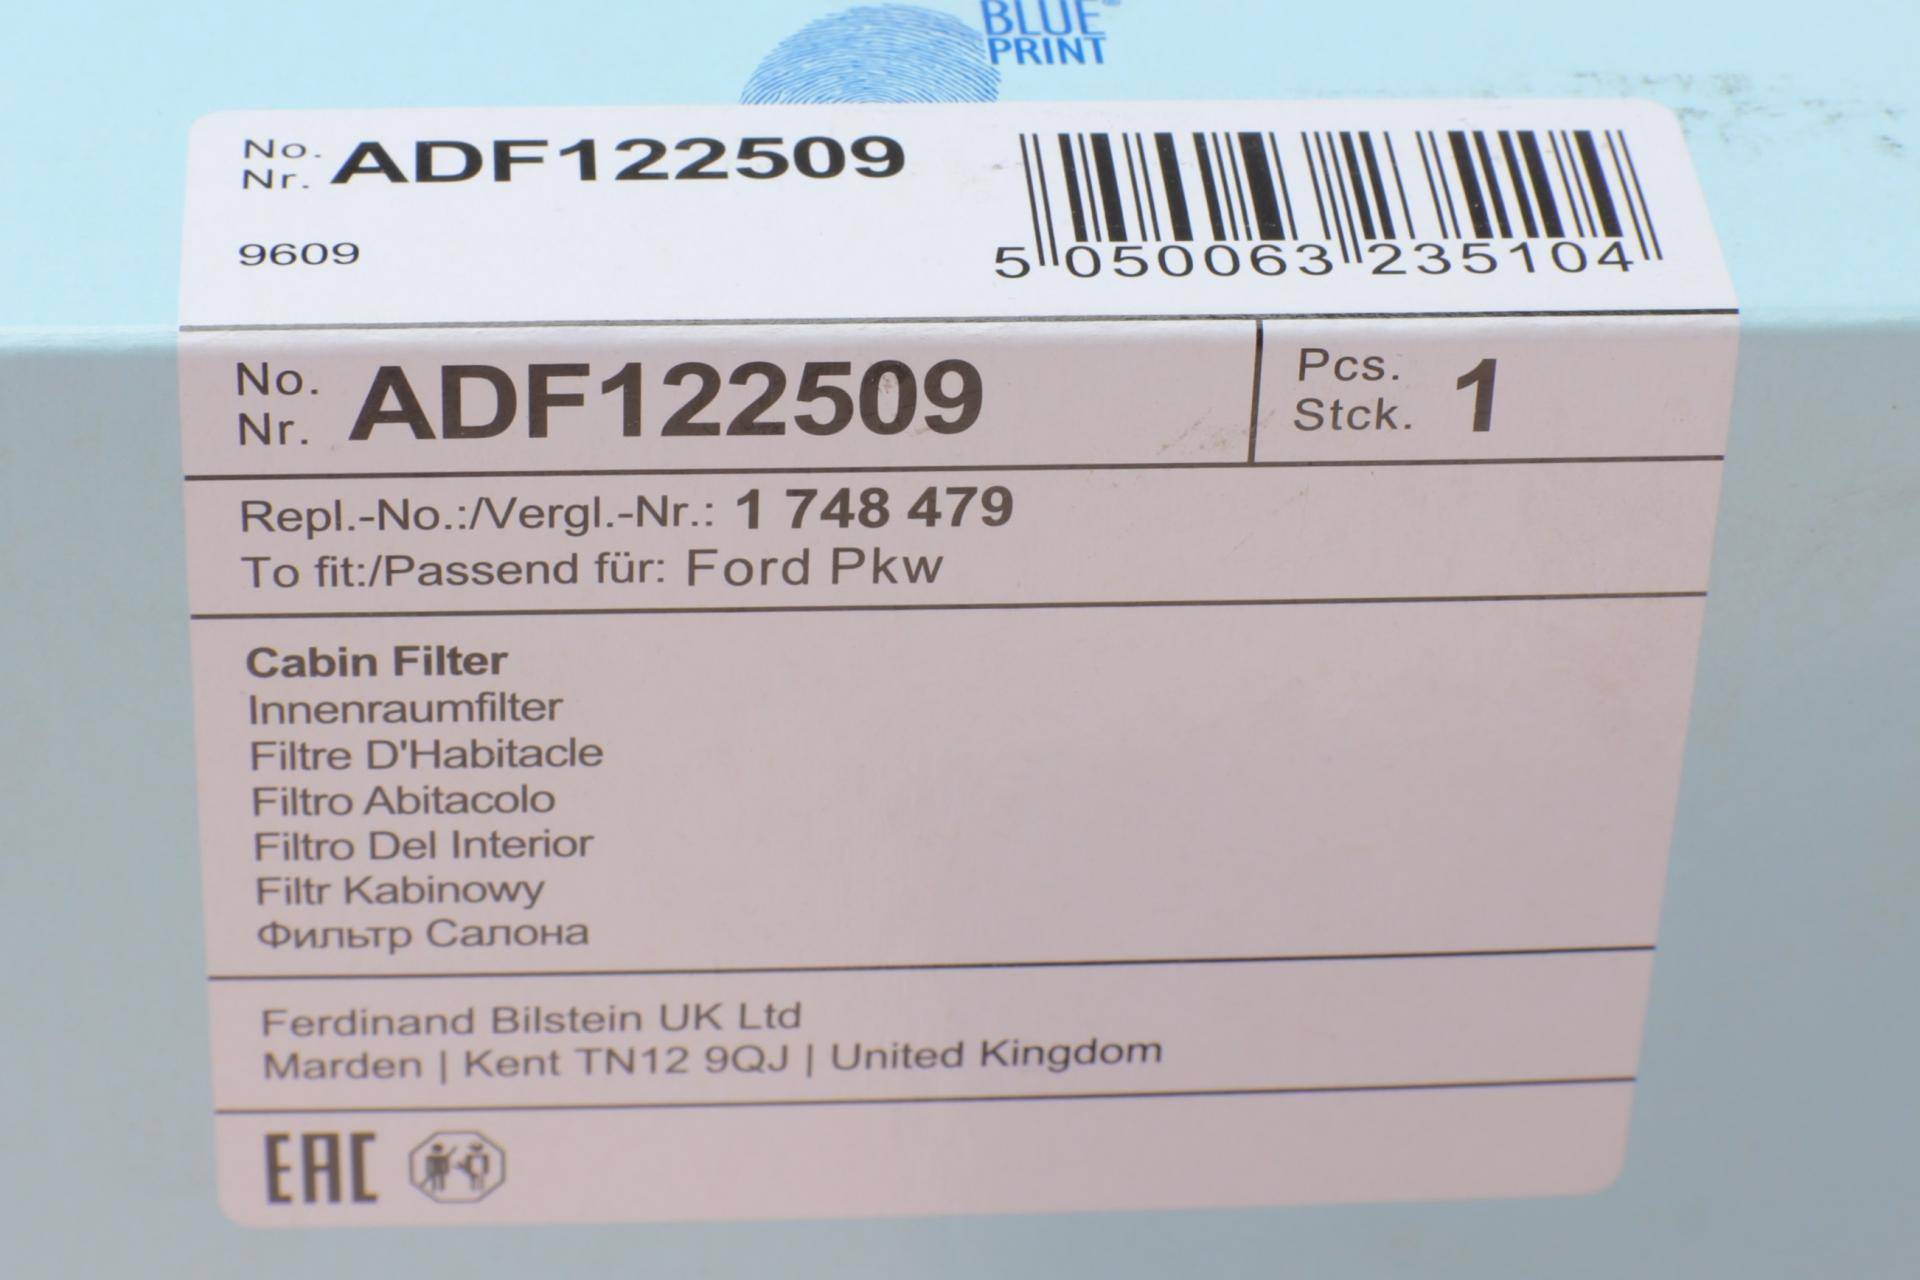 BLUE®
PRINT
No.
Nr. ADF122509
9609
5 050063 235104
No.
Nr. ADF122509
Pcs.
Stck. 1
Repl.-No.:/Vergl.-Nr.: 1 748 479
To fit:/Passend für: Ford Pkw
Cabin Filter
Innenraumfilter
Filtre D'Habitacle
Filtro Abitacolo
Filtro Del Interior
Filtr Kabinowy
Фильтр Салона
Ferdinand Bilstein UK Ltd
Marden | Kent TN12 9QJ | United Kingdom
EAC